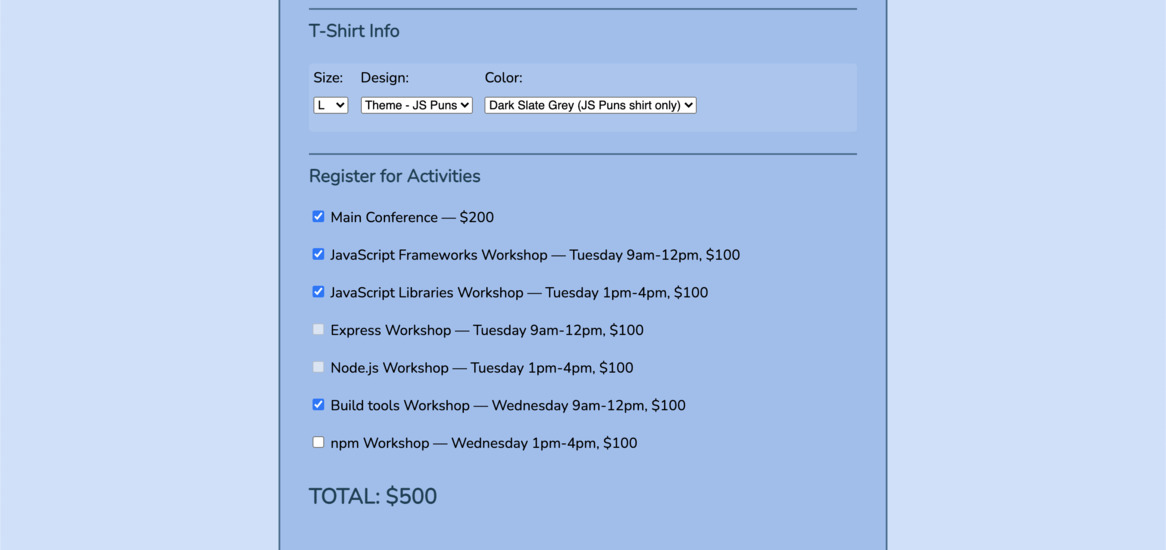 T-Shirt Info
Size: Design: Color:
L Theme - JS Puns Dark Slate Grey (JS Puns shirt only)
Register for Activities
Main Conference — $200
JavaScript Frameworks Workshop — Tuesday 9am-12pm, $100
JavaScript Libraries Workshop — Tuesday 1pm-4pm, $100
Express Workshop — Tuesday 9am-12pm, $100
Node.js Workshop — Tuesday 1pm-4pm, $100
Build tools Workshop — Wednesday 9am-12pm, $100
npm Workshop — Wednesday 1pm-4pm, $100
TOTAL: $500